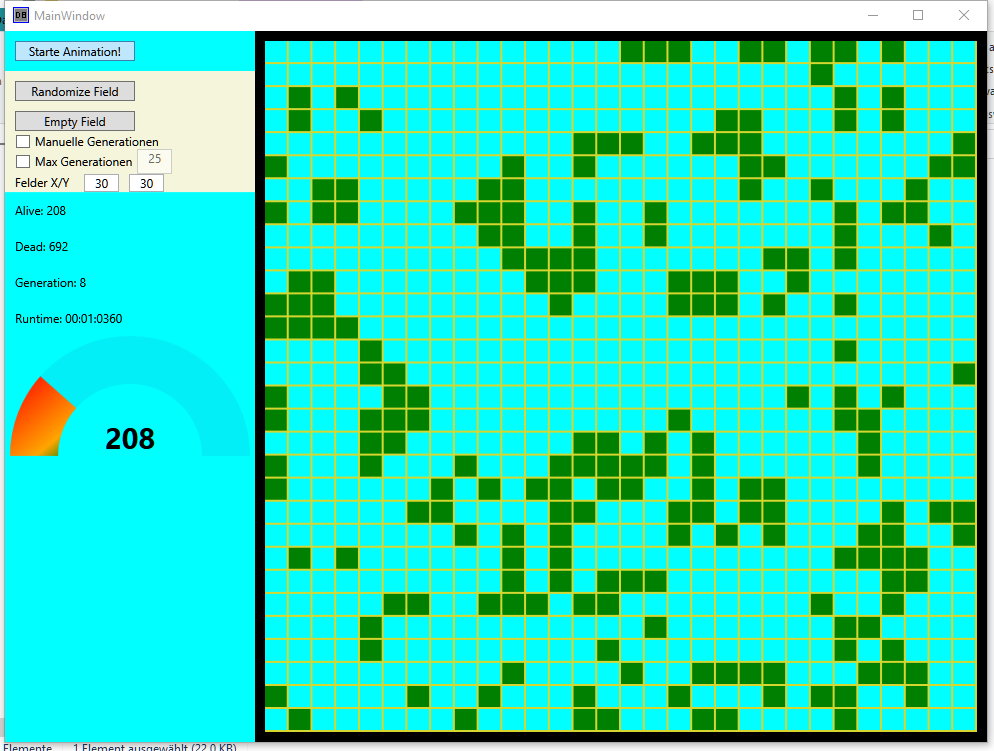 DB MainWindow
Starte Animation!
Randomize Field
Empty Field
Manuelle Generationen
Max Generationen 25
Felder X/Y 30 30
Alive: 208
Dead: 692
Generation: 8
Runtime: 00:01:0360
208
Elemente 1 Element ausgewählt (22,0 KB)